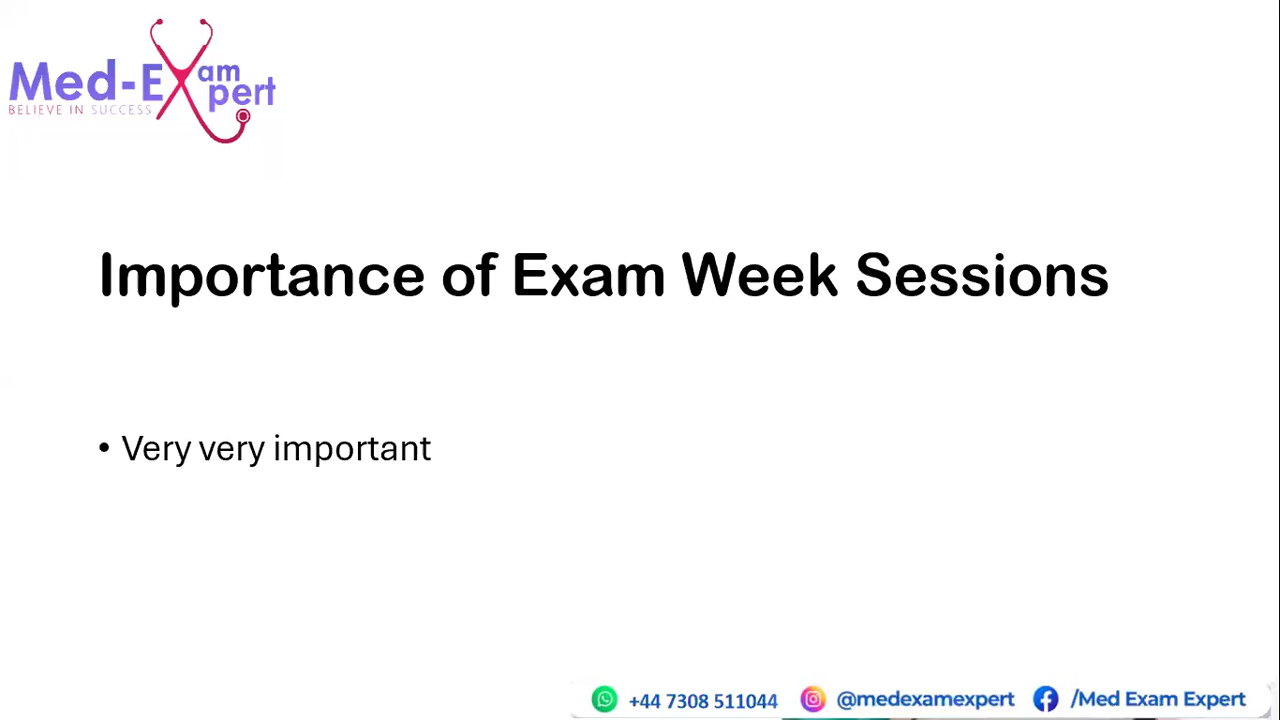 Med-Exam Expert
BELIEVE IN SUCCESS
Importance of Exam Week Sessions
• Very very important
+44 7308 511044 @medexamexpert /Med Exam Expert